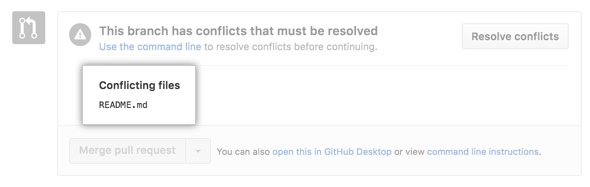 This branch has conflicts that must be resolved
Use the command line to resolve conflicts before continuing.
Resolve conflicts
Conflicting files
README.md
Merge pull request
You can also open this in GitHub Desktop or view command line instructions.